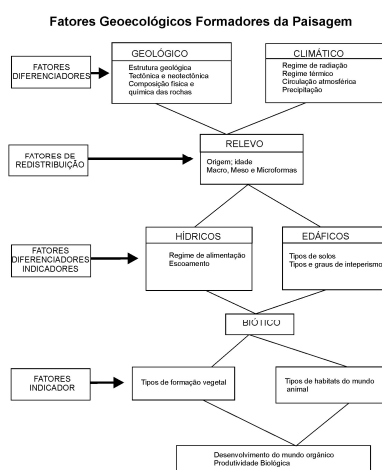 Fatores Geoecológicos Formadores da Paisagem
FATORES
DIFERENCIADORES
GEOLÓGICO
Estrutura geológica
Tectônica e neotectônica
Composição física e
química das rochas
CLIMÁTICO
Regime de radiação
Regime térmico
Circulação atmosférica
Precipitação
FATORES DE
REDISTRIBUIÇÃO
RELEVO
Origem; idade
Macro, Meso e Microformas
FATORES
DIFERENCIADORES
INDICADORES
HÍDRICOS
Regime de alimentação
Escoamento
EDÁFICOS
Tipos de solos
Tipos e graus de inteperismo
BIÓTICO
FATORES
INDICADOR
Tipos de formação vegetal
Tipos de habitats do mundo
animal
Desenvolvimento do mundo orgânico
Produtividade Biológica